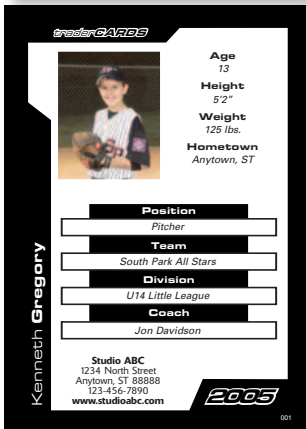 traderCARDS
Age
13
Height
5'2"
Weight
125 lbs.
Hometown
Anytown, ST
Position
Pitcher
Team
South Park All Stars
Division
U14 Little League
Coach
Jon Davidson
Kenneth Gregory
Studio ABC
1234 North Street
Anytown, ST 88888
123-456-7890
www.studioabc.com
2005
001